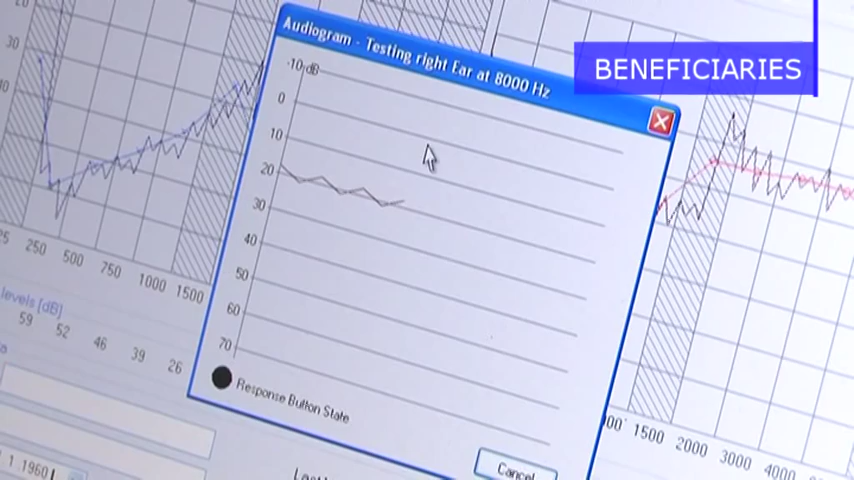 BENEFICIARIES
Audiogram - Testing right Ear at 8000 Hz
-10 dB
0
10
20
30
40
50
60
70
Response Button State
Cancel
30
250 500 750 1000 1500
levels [dB]
59 52 46 39 26
1.1960
1500 2000 3000 4000